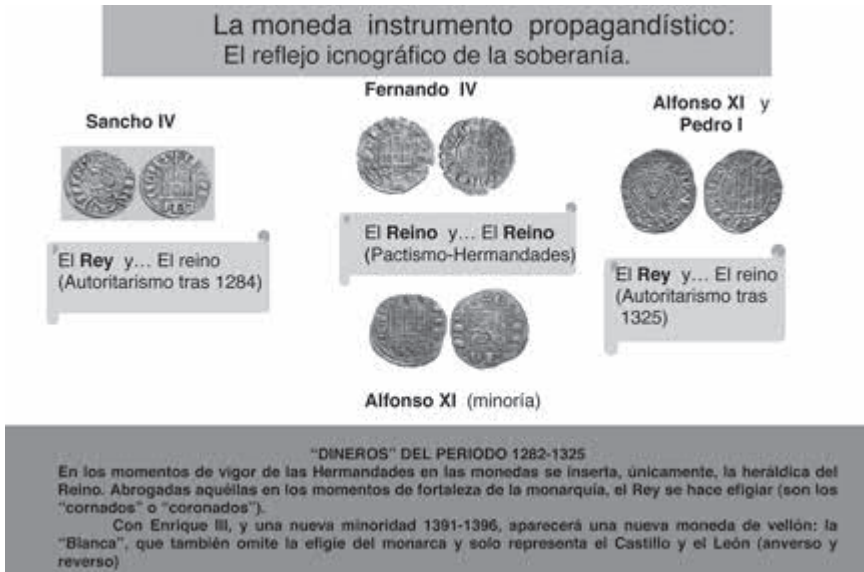 La moneda instrumento propagandístico:
El reflejo icnográfico de la soberanía.
Sancho IV
El Rey y... El reino
(Autoritarismo tras 1284)
Fernando IV
El Reino y... El Reino
(Pactismo-Hermandades)
Alfonso XI (minoría)
Alfonso XI y
Pedro I
El Rey y... El reino
(Autoritarismo tras
1325)
“DINEROS” DEL PERIODO 1282-1325
En los momentos de vigor de las Hermandades en las monedas se inserta, únicamente, la heráldica del
Reino. Abrogadas aquéllas en los momentos de fortaleza de la monarquía, el Rey se hace efigiar (son los
“cornados” o “coronados”).
Con Enrique III, y una nueva minoridad 1391-1396, aparecerá una nueva moneda de vellón: la
“Blanca”, que también omite la efigie del monarca y solo representa el Castillo y el León (anverso y
reverso)